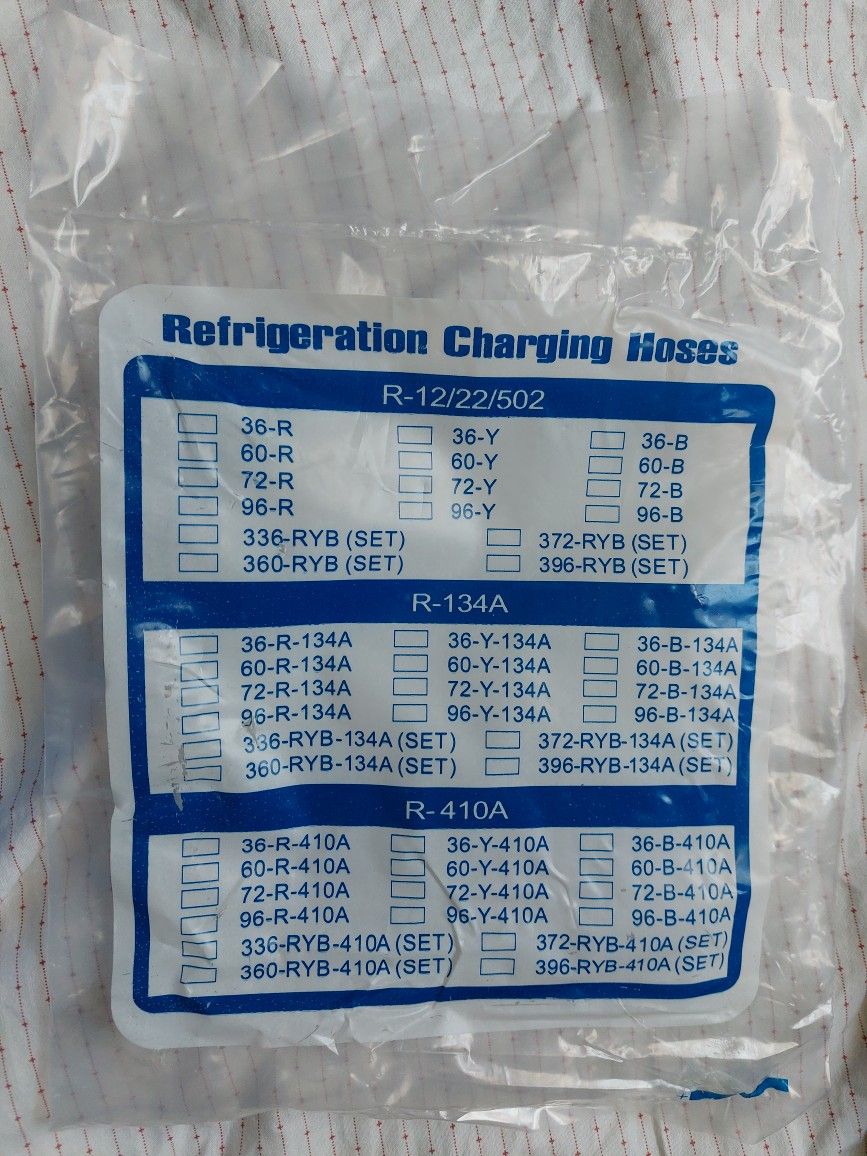 Refrigeration Charging Hoses
R-12/22/502
36-R 36-Y 36-B
60-R 60-Y 60-B
72-R 72-Y 72-B
96-R 96-Y 96-B
336-RYB (SET) 372-RYB (SET)
360-RYB (SET) 396-RYB (SET)
R-134A
36-R-134A 36-Y-134A 36-B-134A
60-R-134A 60-Y-134A 60-B-134A
72-R-134A 72-Y-134A 72-B-134A
96-R-134A 96-Y-134A 96-B-134A
336-RYB-134A (SET) 372-RYB-134A (SET)
360-RYB-134A (SET) 396-RYB-134A (SET)
R-410A
36-R-410A 36-Y-410A 36-B-410A
60-R-410A 60-Y-410A 60-B-410A
72-R-410A 72-Y-410A 72-B-410A
96-R-410A 96-Y-410A 96-B-410A
336-RYB-410A (SET) 372-RYB-410A (SET)
360-RYB-410A (SET) 396-RYB-410A (SET)